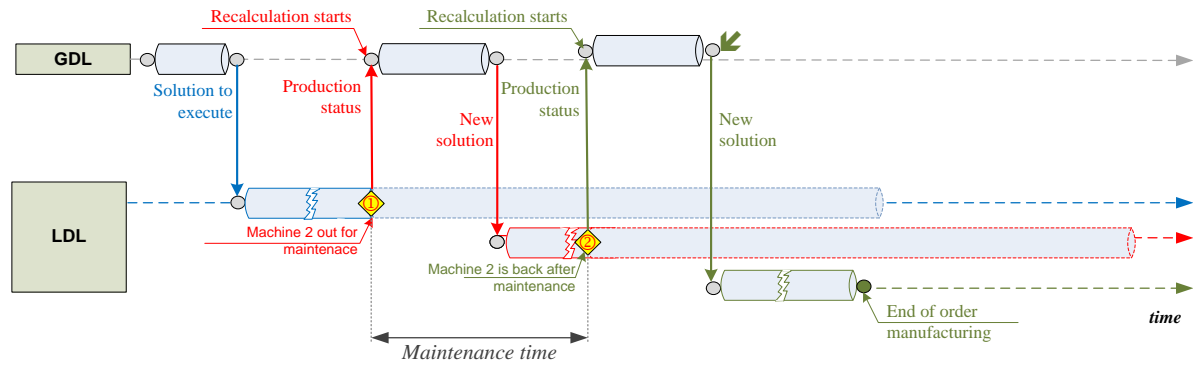 Recalculation starts
Recalculation starts
GDL
Solution to
execute
Production
status
New
solution
Production
status
New
solution
LDL
①
Machine 2 out for
maintenace
②
Machine 2 is back after
maintenance
End of order
manufacturing
time
Maintenance time